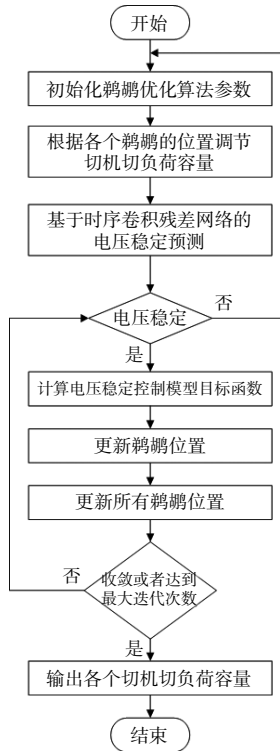 开始
初始化鹈鹕优化算法参数
根据各个鹈鹕的位置调节
切机切负荷容量
基于时序卷积残差网络的
电压稳定预测
电压稳定
否
是
计算电压稳定控制模型目标函数
更新鹈鹕位置
更新所有鹈鹕位置
否
收敛或者达到
最大迭代次数
是
输出各个切机切负荷容量
结束